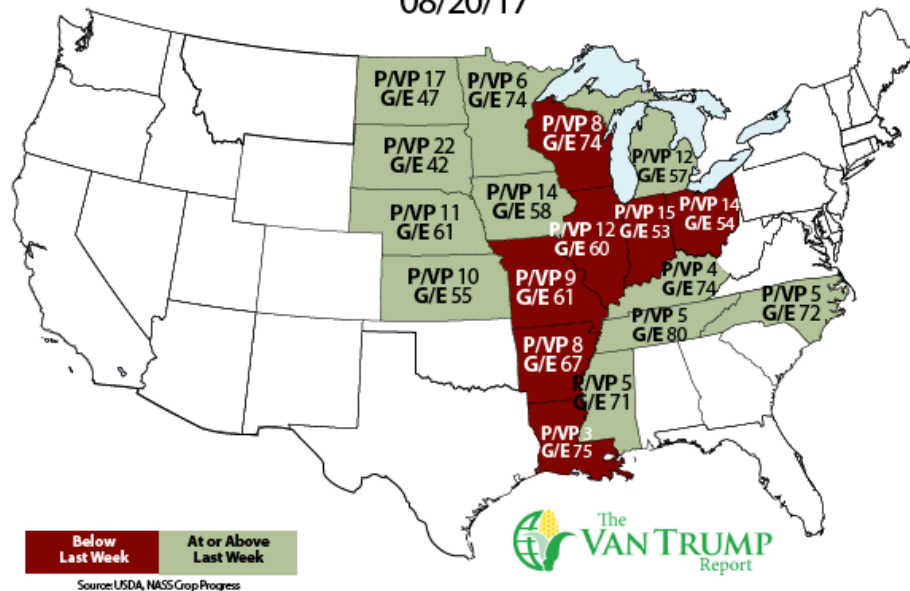 08/20/17
P/VP 17
G/E 47
P/VP 6
G/E 74
P/VP 8
G/E 74
P/VP 22
G/E 42
P/VP 12
G/E 57
P/VP 14
G/E 58
P/VP 11
G/E 61
P/VP 12
G/E 60
P/VP 15
G/E 53
P/VP 14
G/E 54
P/VP 10
G/E 55
P/VP 9
G/E 61
P/VP 4
G/E 74
P/VP 5
G/E 80
P/VP 5
G/E 72
P/VP 8
G/E 67
P/VP 5
G/E 71
P/VP 3
G/E 75
Below
Last Week
At or Above
Last Week
Source: USDA, NASS Crop Progress
The
VAN TRUMP
Report